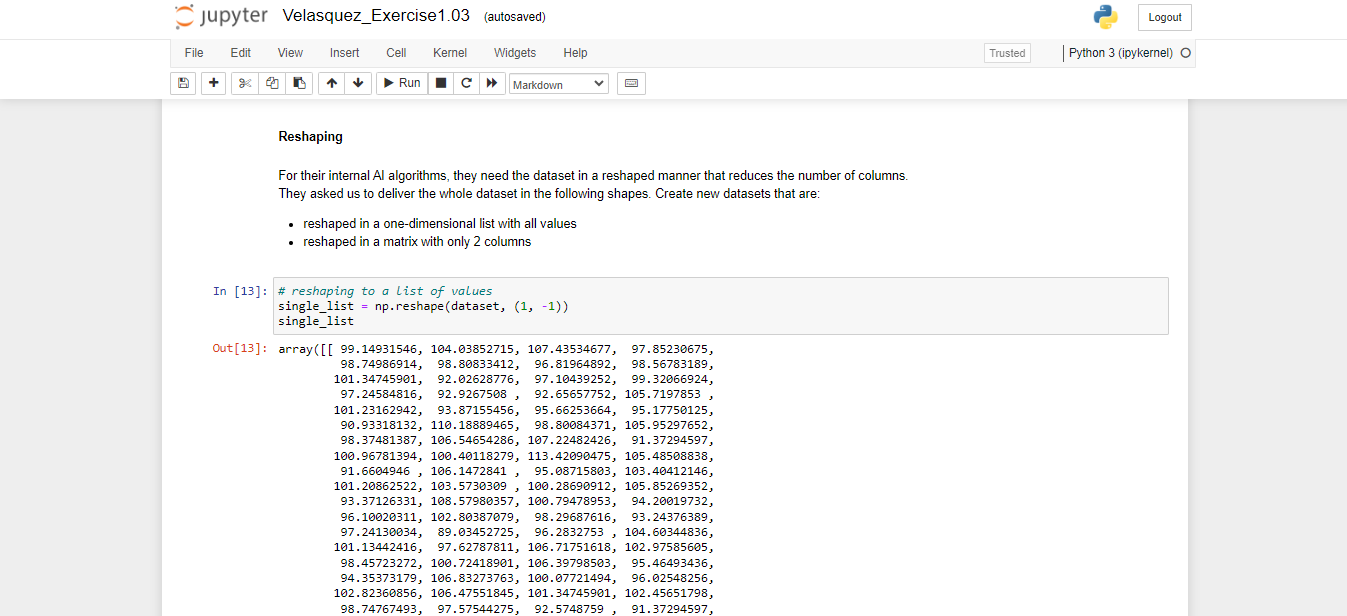 jupyter Velasquez_Exercise1.03 (autosaved)
Logout
File Edit View Insert Cell Kernel Widgets Help
Trusted
Python 3 (ipykernel)
Run
Markdown
Reshaping
For their internal AI algorithms, they need the dataset in a reshaped manner that reduces the number of columns.
They asked us to deliver the whole dataset in the following shapes. Create new datasets that are:
• reshaped in a one-dimensional list with all values
• reshaped in a matrix with only 2 columns
In [13]: # reshaping to a list of values
single_list = np.reshape(dataset, (1, -1))
single_list
Out[13]: array([[ 99.14931546, 104.03852715, 107.43534677, 97.85230675,
98.74986914, 98.80833412, 96.81964892, 98.56783189,
101.34745901, 92.02628776, 97.10439252, 99.32066924,
97.24584816, 92.9267508 , 92.65657752, 105.7197853 ,
101.23162942, 93.87155456, 95.66253664, 95.17750125,
90.93318132, 110.18889465, 98.80084371, 105.95297652,
98.37481387, 106.54654286, 107.22482426, 91.37294597,
100.96781394, 100.40118279, 113.42090475, 105.48508838,
91.6604946 , 106.1472841 , 95.08715803, 103.40412146,
101.20862522, 103.5730309 , 100.28690912, 105.85269352,
93.37126331, 108.57980357, 100.79478953, 94.20019732,
96.10020311, 102.80387079, 98.29687616, 93.24376389,
97.24130034, 89.03452725, 96.2832753 , 104.60344836,
101.13442416, 97.62787811, 106.71751618, 102.97585605,
98.45723272, 100.72418901, 106.39798503, 95.46493436,
94.35373179, 106.83273763, 100.07721494, 96.02548256,
102.82360856, 106.47551845, 101.34745901, 102.45651798,
98.74767493, 97.57544275, 92.5748759 , 91.37294597,